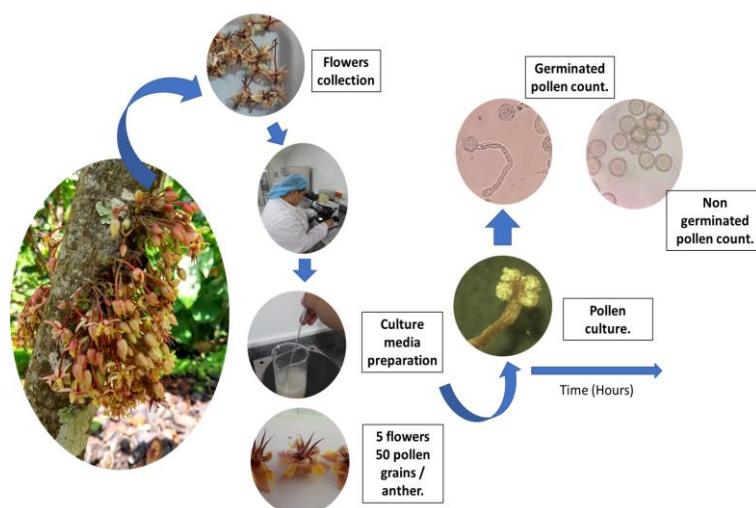 Flowers
collection
Culture
media
preparation
5 flowers
50 pollen
grains /
anther.
Pollen
culture.
Time (Hours)
Germinated
pollen count.
Non
germinated
pollen count.